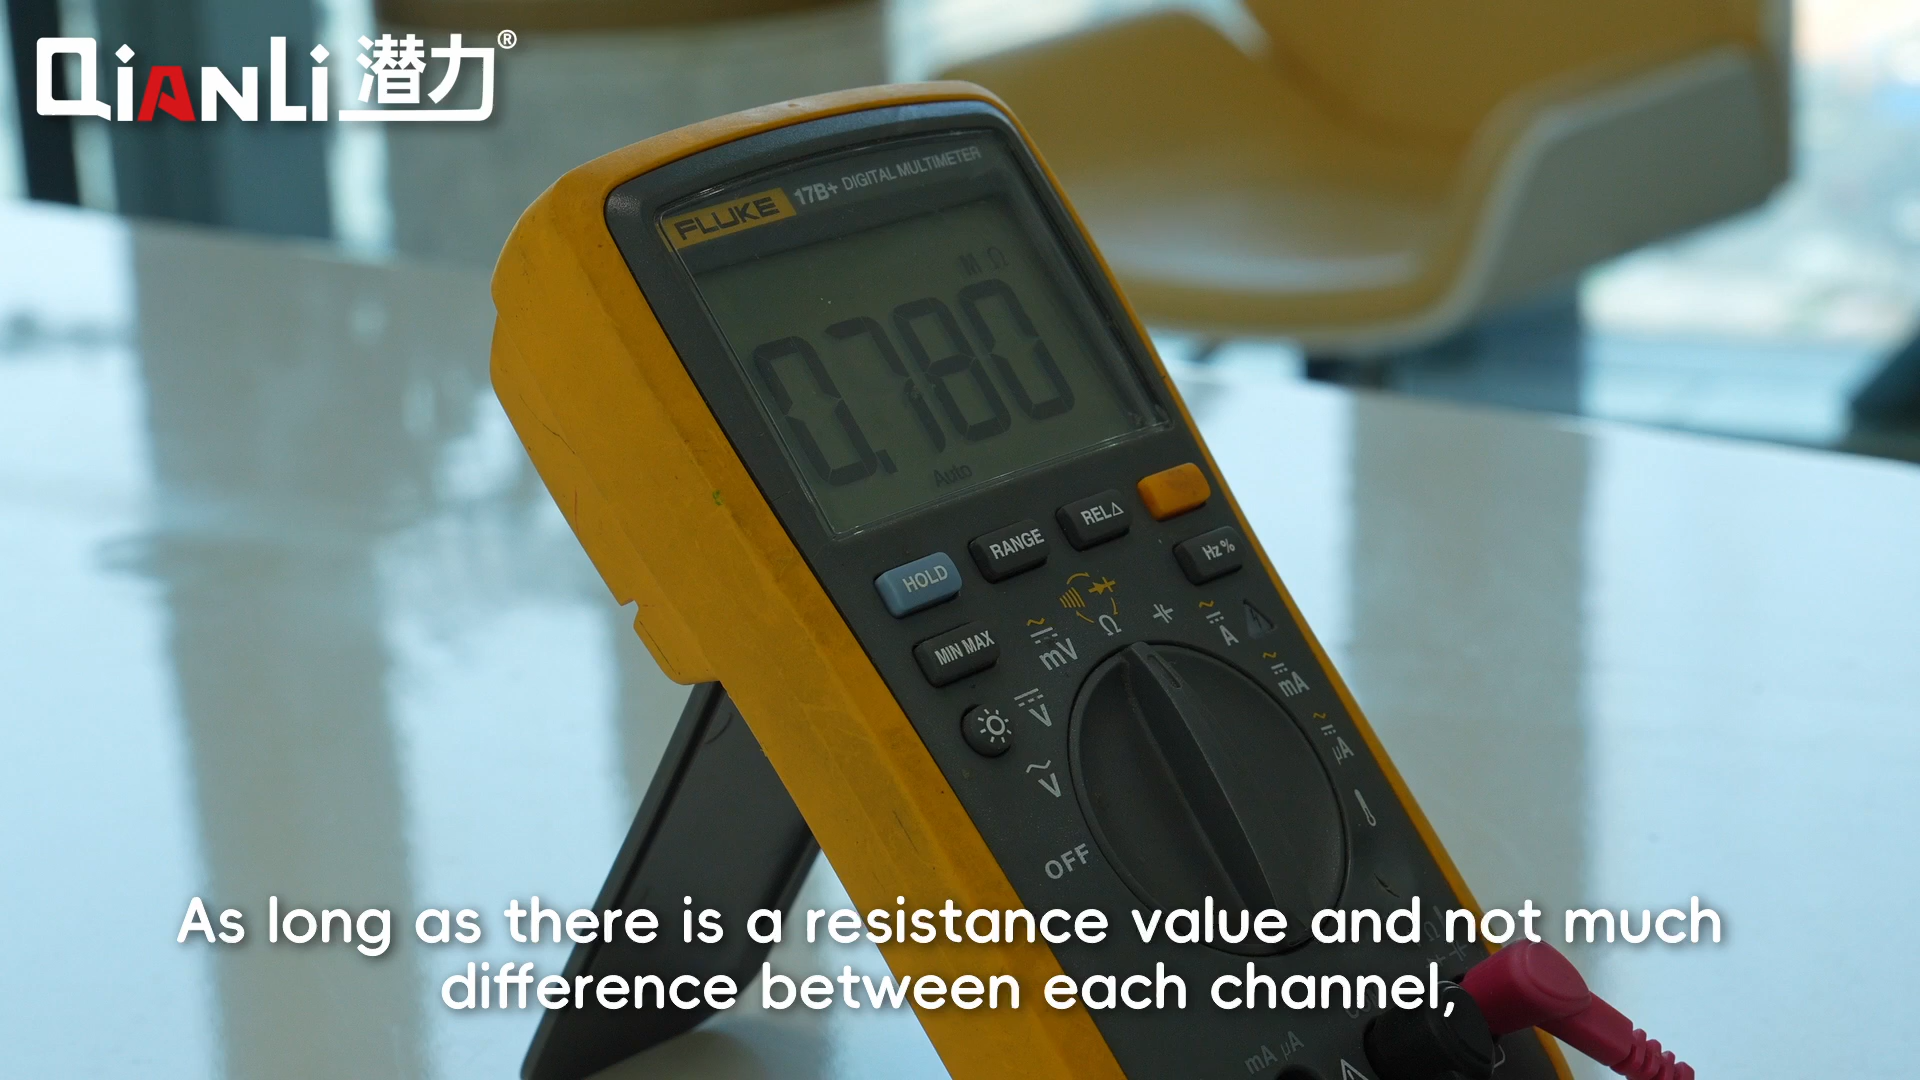 QiANLi 潜力®
FLUKE 17B+ DIGITAL MULTIMETER
M Ω
0.780
Auto
HOLD RANGE REL△
Hz %
MIN MAX
mV
Ω
A
mA
µA
V
V
OFF
mA µA
As long as there is a resistance value and not much
difference between each channel,